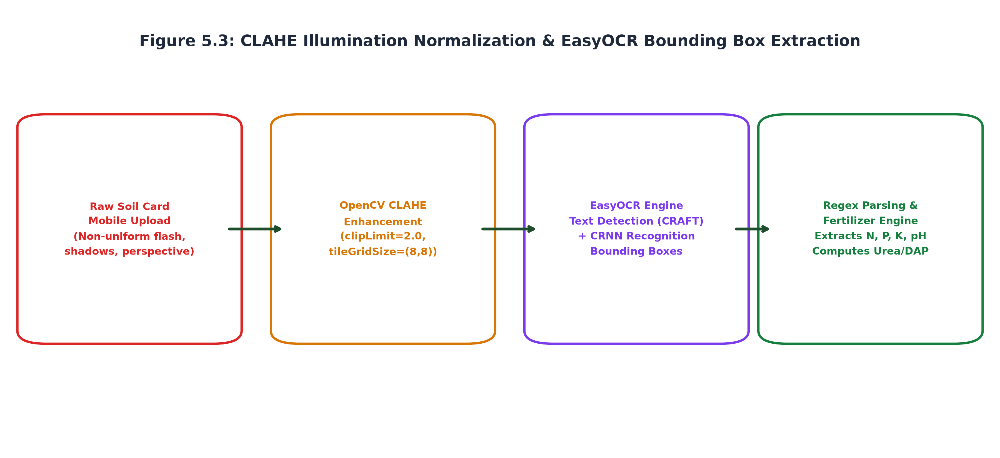 Figure 5.3: CLAHE Illumination Normalization & EasyOCR Bounding Box Extraction
Raw Soil Card
Mobile Upload
(Non-uniform flash,
shadows, perspective)
OpenCV CLAHE
Enhancement
(clipLimit=2.0,
tileGridSize=(8,8))
EasyOCR Engine
Text Detection (CRAFT)
+ CRNN Recognition
Bounding Boxes
Regex Parsing &
Fertilizer Engine
Extracts N, P, K, pH
Computes Urea/DAP